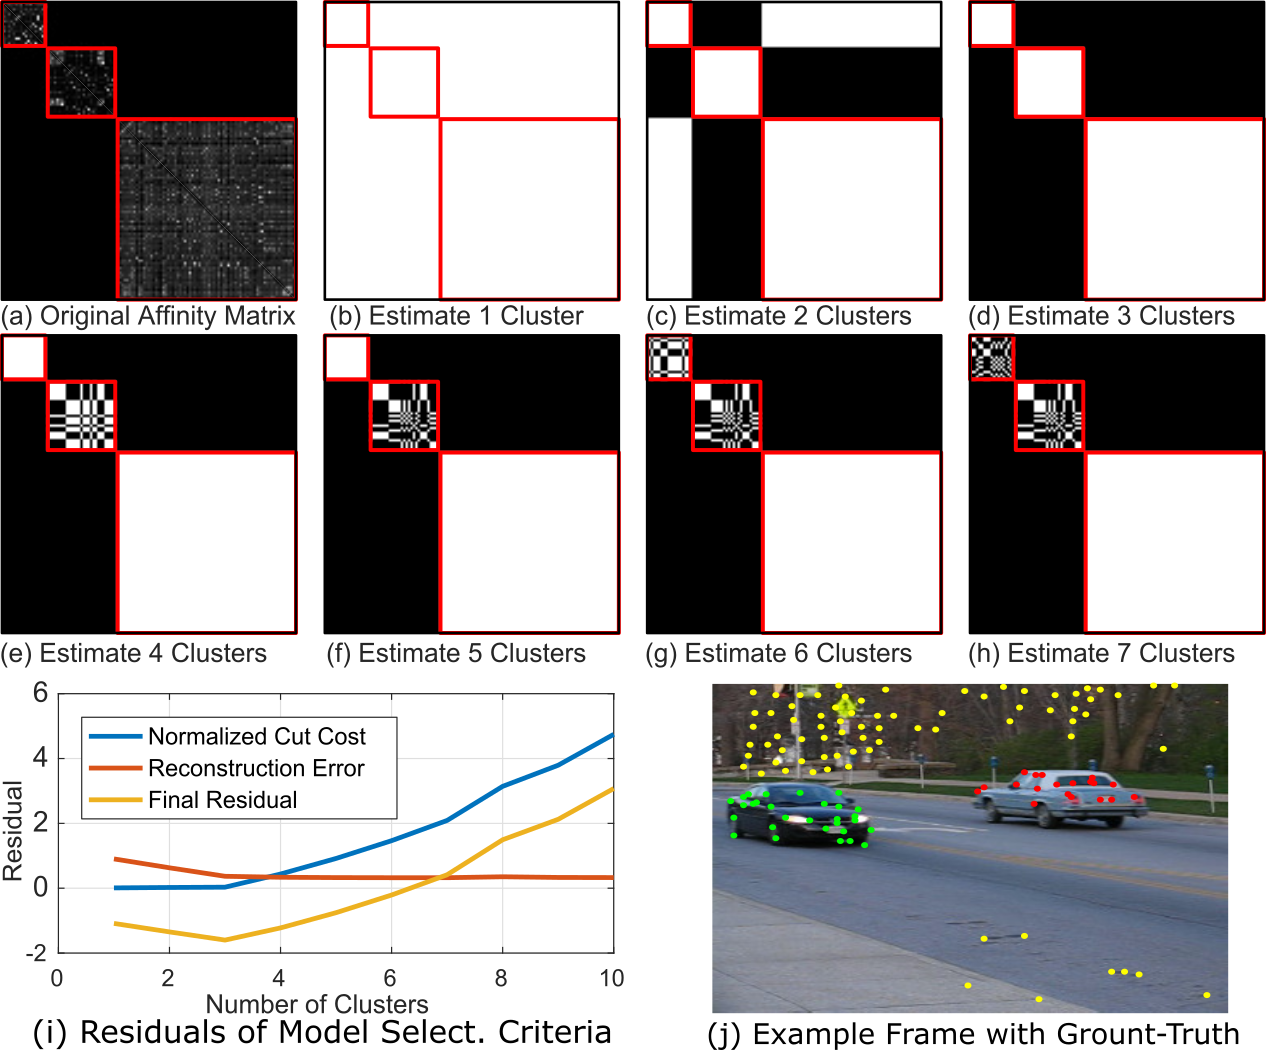 (a) Original Affinity Matrix
(b) Estimate 1 Cluster
(c) Estimate 2 Clusters
(d) Estimate 3 Clusters
(e) Estimate 4 Clusters
(f) Estimate 5 Clusters
(g) Estimate 6 Clusters
(h) Estimate 7 Clusters
6
4
2
0
-2
Residual
Normalized Cut Cost
Reconstruction Error
Final Residual
0 2 4 6 8 10
Number of Clusters
(i) Residuals of Model Select. Criteria
(j) Example Frame with Grount-Truth